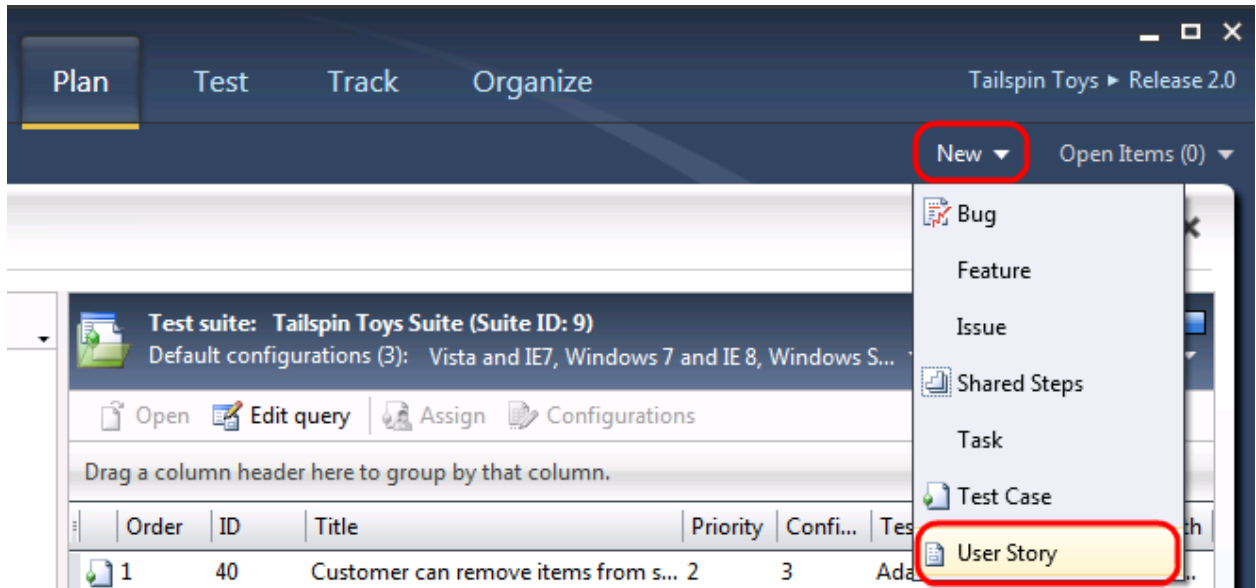 Plan Test Track Organize Tailspin Toys ► Release 2.0
New Open Items (0)
Bug
Feature
Issue
Shared Steps
Task
Test Case
User Story
Test suite: Tailspin Toys Suite (Suite ID: 9)
Default configurations (3): Vista and IE7, Windows 7 and IE 8, Windows S...
Open Edit query Assign Configurations
Drag a column header here to group by that column.
Order ID Title Priority Confi...
1 40 Customer can remove items from s... 2 3